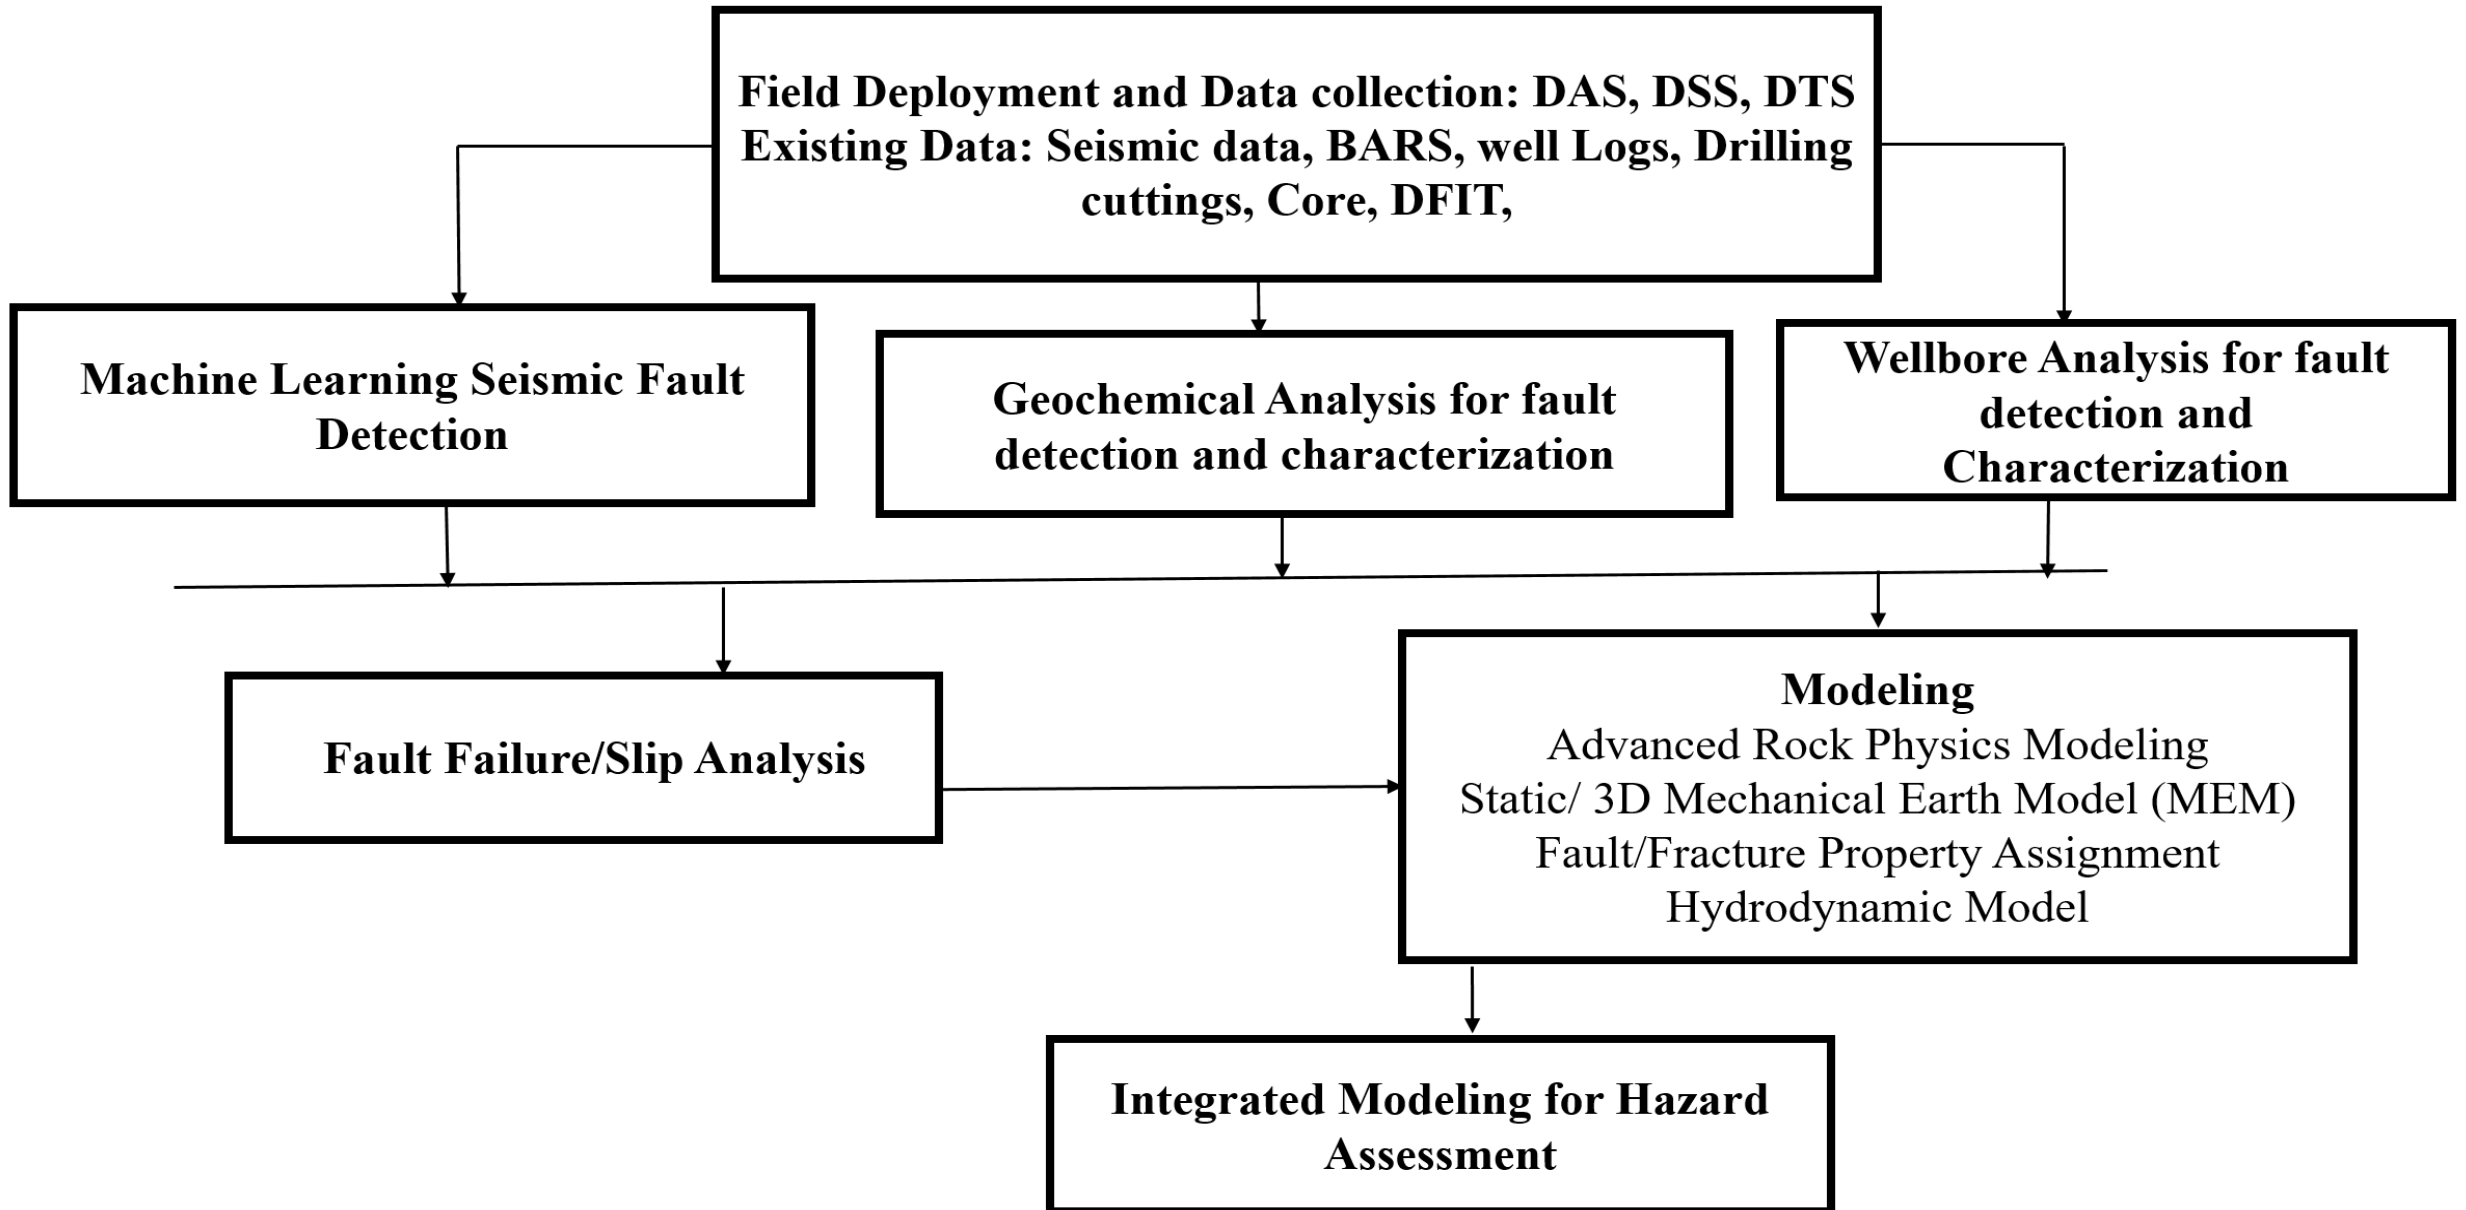 Field Deployment and Data collection: DAS, DSS, DTS
Existing Data: Seismic data, BARS, well Logs, Drilling
cuttings, Core, DFIT,
Machine Learning Seismic Fault
Detection
Geochemical Analysis for fault
detection and characterization
Wellbore Analysis for fault
detection and
Characterization
Fault Failure/Slip Analysis
Modeling
Advanced Rock Physics Modeling
Static/ 3D Mechanical Earth Model (MEM)
Fault/Fracture Property Assignment
Hydrodynamic Model
Integrated Modeling for Hazard
Assessment